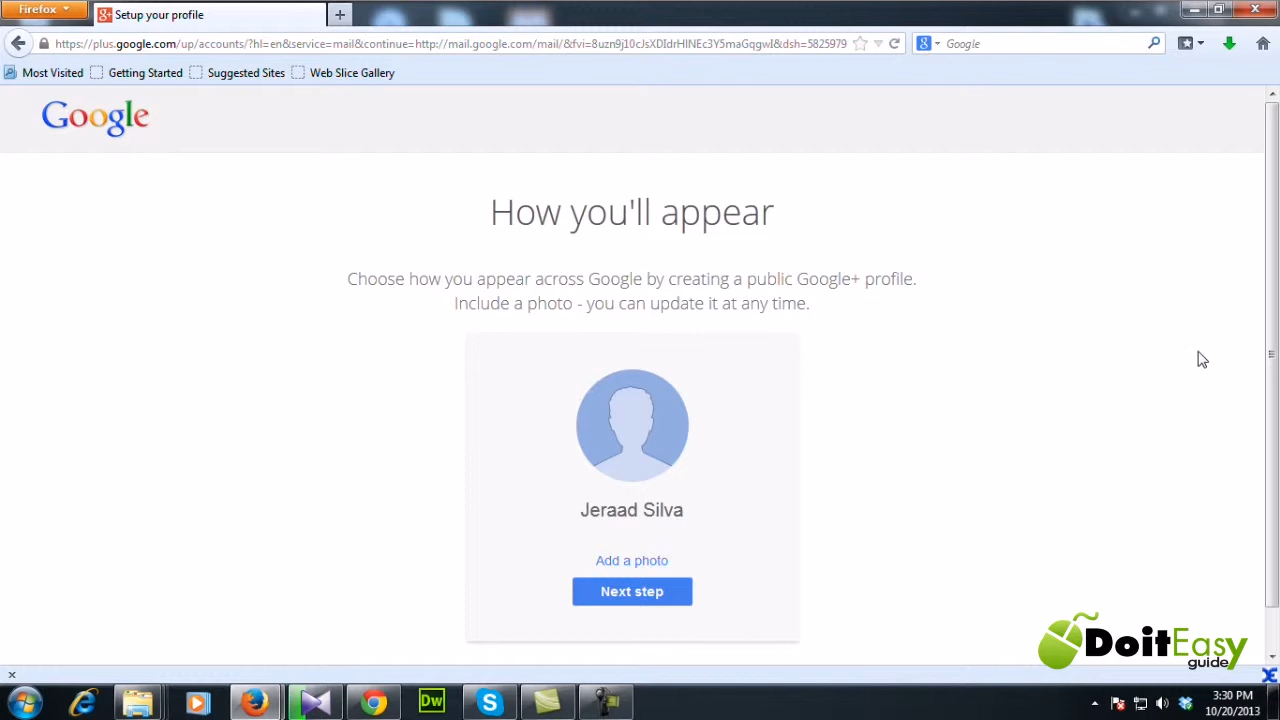 Firefox
Setup your profile
https://plus.google.com/up/accounts/?hl=en&service=mail&continue=http://mail.google.com/mail/&fvi=8uzn9j10cJsXDIdrHINEc3Y5maGqgwI&dsh=5825979
Google
Most Visited
Getting Started
Suggested Sites
Web Slice Gallery
Google
How you'll appear
Choose how you appear across Google by creating a public Google+ profile.
Include a photo - you can update it at any time.
Jeraad Silva
Add a photo
Next step
DoitEasy
guide
Dw
3:30 PM
10/20/2013